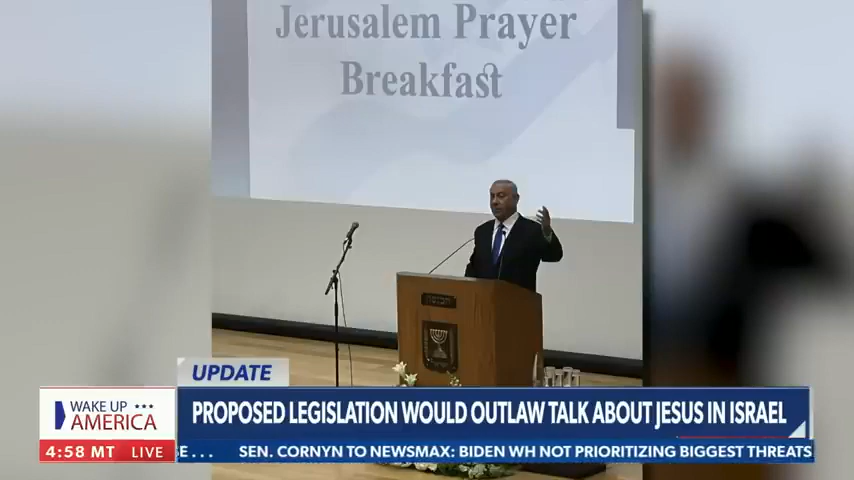 Jerusalem Prayer
Breakfast
UPDATE
WAKE UP
AMERICA
PROPOSED LEGISLATION WOULD OUTLAW TALK ABOUT JESUS IN ISRAEL
4:58 MT LIVE
SEN. CORNYN TO NEWSMAX: BIDEN WH NOT PRIORITIZING BIGGEST THREATS